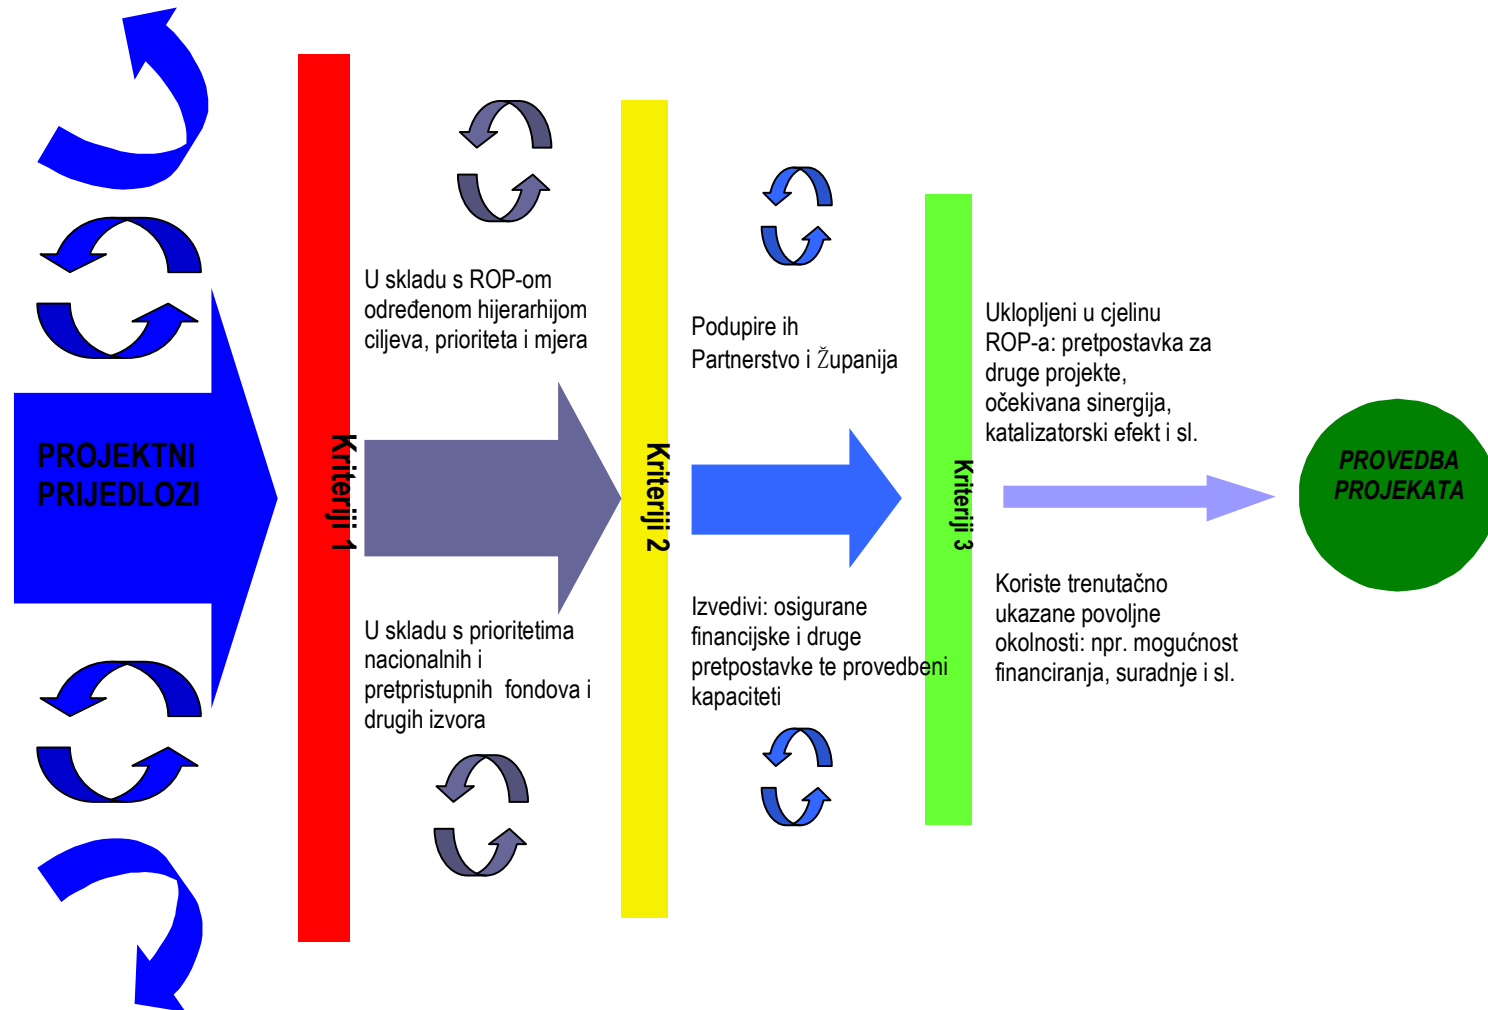 PROJEKTNI
PRIJEDLOZI
Kriteriji 1
U skladu s ROP-om
određenom hijerarhijom
ciljeva, prioriteta i mjera
U skladu s prioritetima
nacionalnih i
pretpristupnih fondova i
drugih izvora
Kriteriji 2
Podupire ih
Partnerstvo i Županija
Izvedivi: osigurane
financijske i druge
pretpostavke te provedbeni
kapaciteti
Kriteriji 3
Uklopljeni u cjelinu
ROP-a: pretpostavka za
druge projekte,
očekivana sinergija,
katalizatorski efekt i sl.
Koriste trenutačno
ukazane povoljne
okolnosti: npr. mogućnost
financiranja, suradnje i sl.
PROVEDBA
PROJEKATA